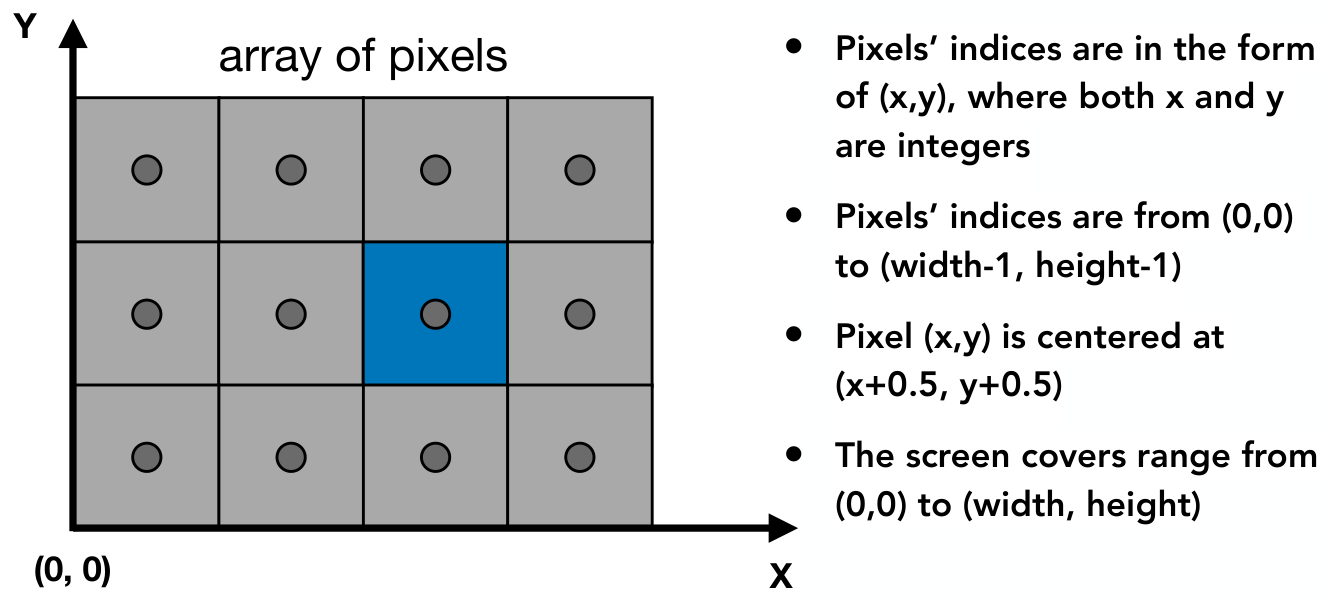 Y
array of pixels
(0, 0)
X
• Pixels’ indices are in the form
of (x,y), where both x and y
are integers
• Pixels’ indices are from (0,0)
to (width-1, height-1)
• Pixel (x,y) is centered at
(x+0.5, y+0.5)
• The screen covers range from
(0,0) to (width, height)